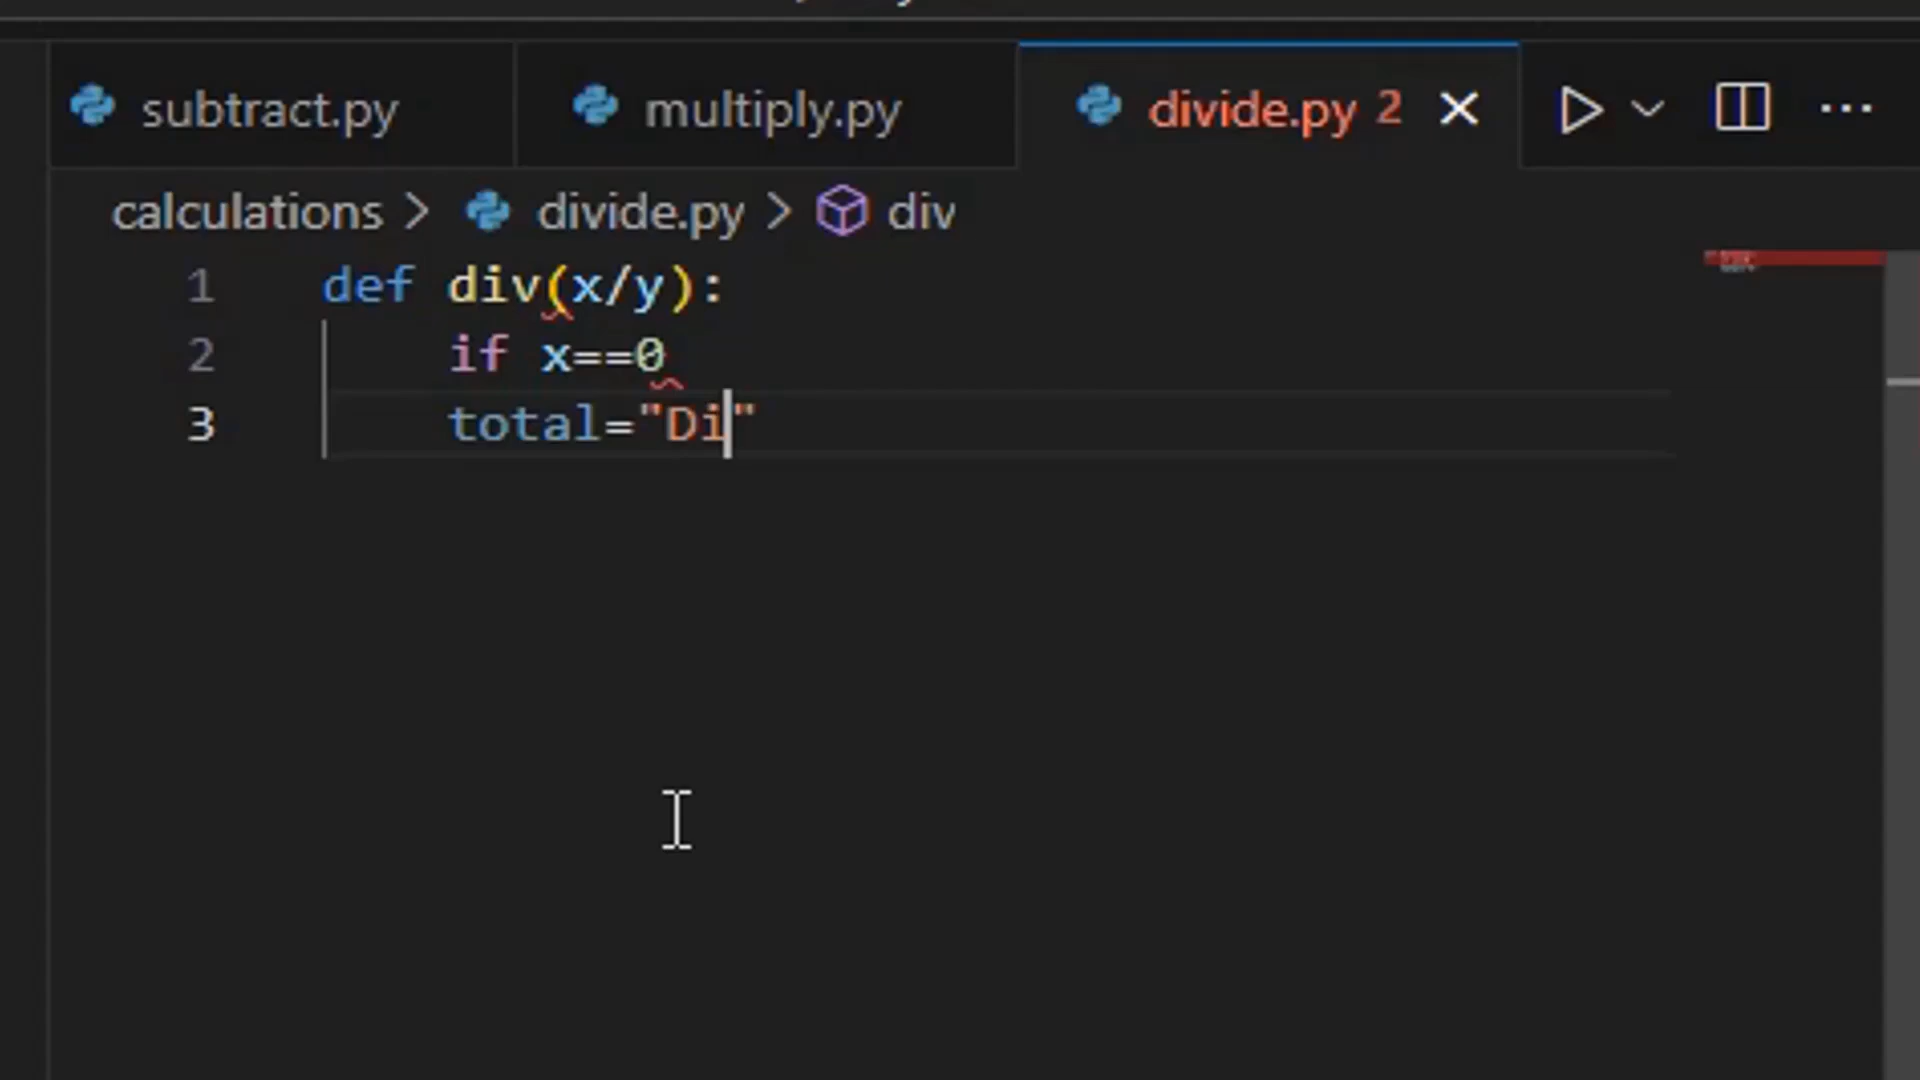 subtract.py multiply.py divide.py 2
calculations > divide.py > div
1 def div(x/y):
2 if x==0
3 total="Di"